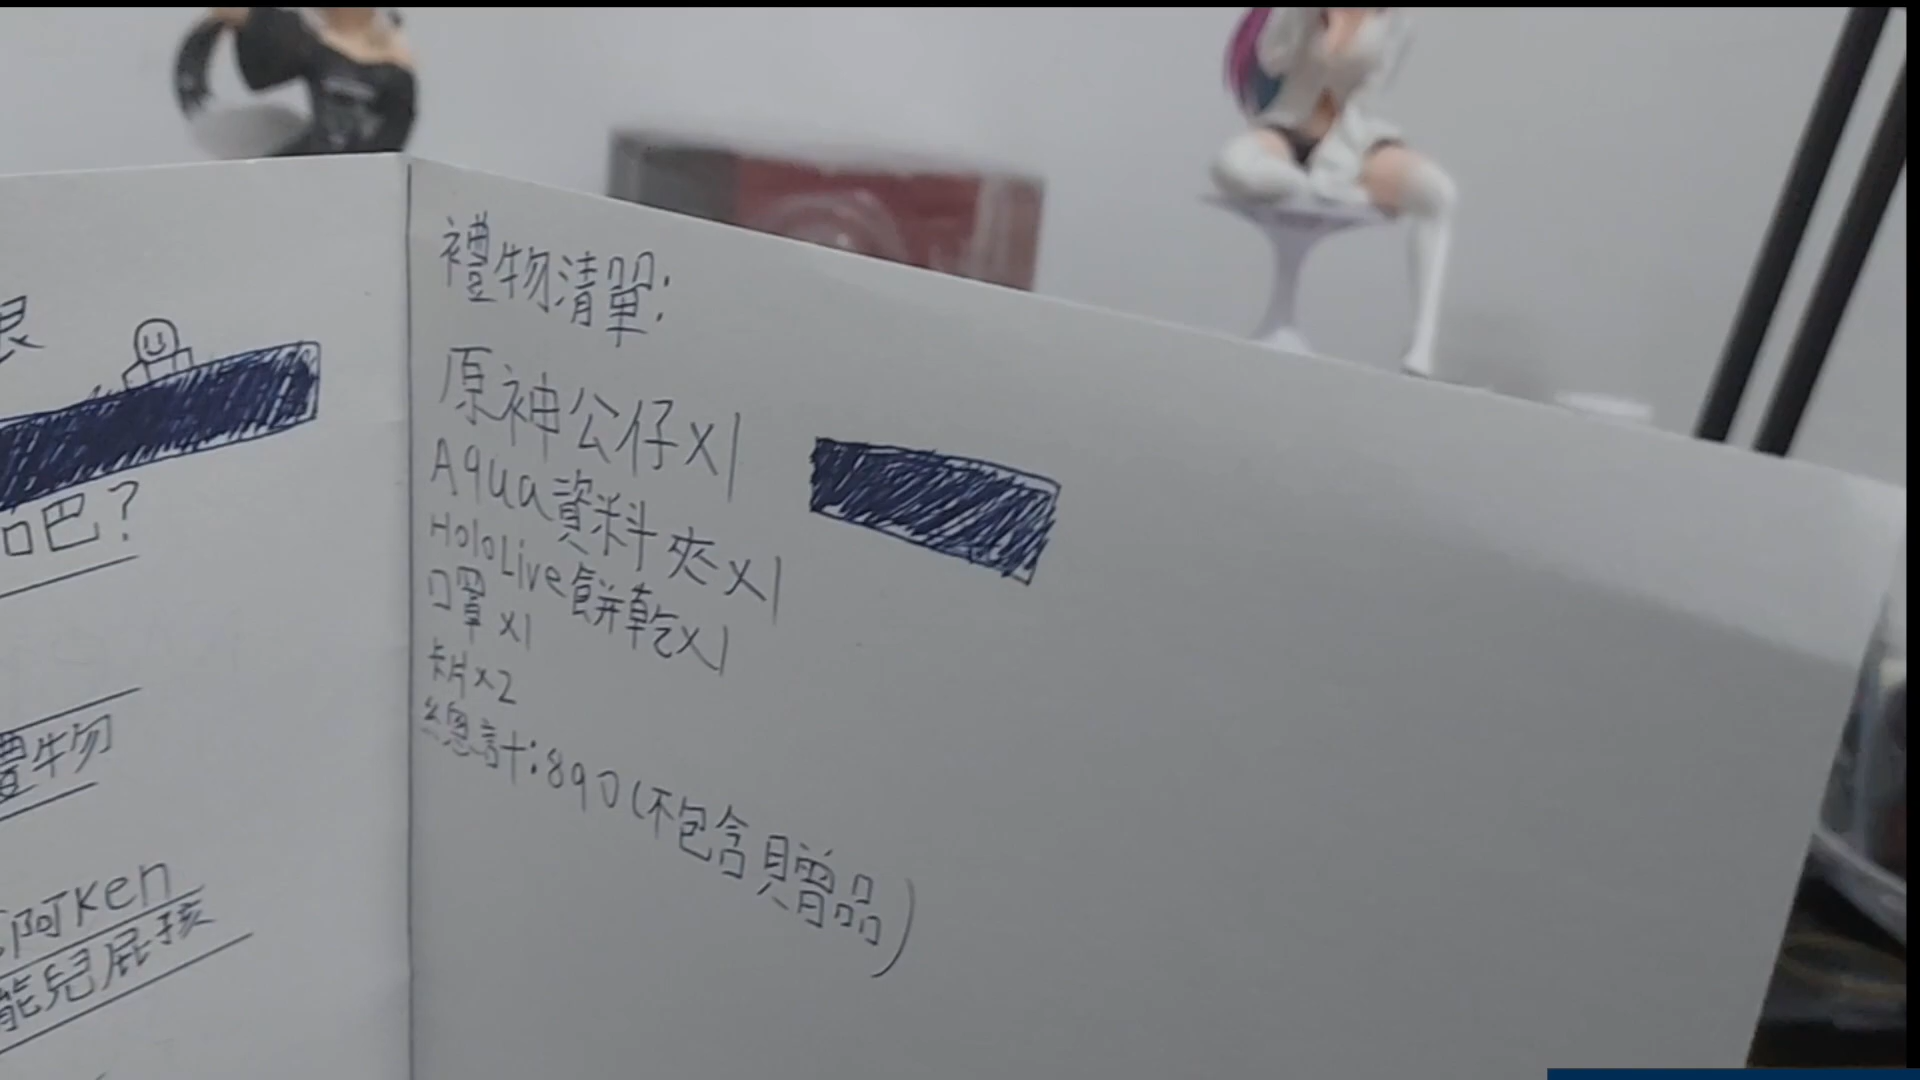 吧？
禮物
阿Ken
能兒屁孩
禮物清單:
原神公仔x1
Aqua資料夾x1
HoloLive餅乾x1
口罩x1
卡片x2
總計:890(不包含贈品)